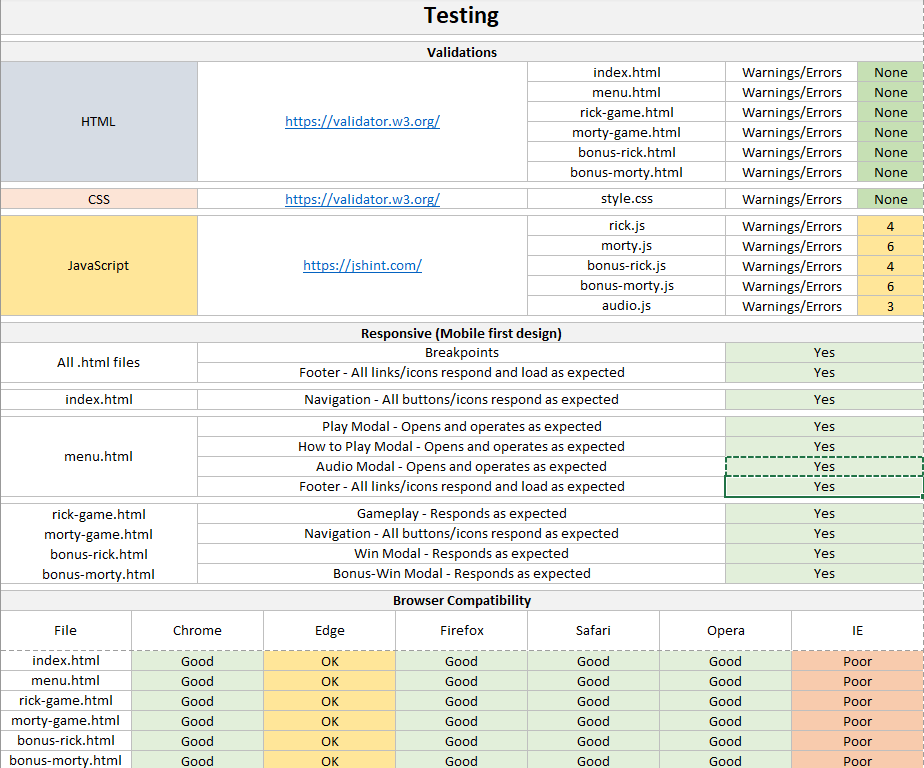 Testing
Validations
HTML
https://validator.w3.org/
index.html Warnings/Errors None
menu.html Warnings/Errors None
rick-game.html Warnings/Errors None
morty-game.html Warnings/Errors None
bonus-rick.html Warnings/Errors None
bonus-morty.html Warnings/Errors None
CSS https://validator.w3.org/ style.css Warnings/Errors None
JavaScript
https://jshint.com/
rick.js Warnings/Errors 4
morty.js Warnings/Errors 6
bonus-rick.js Warnings/Errors 4
bonus-morty.js Warnings/Errors 6
audio.js Warnings/Errors 3
Responsive (Mobile first design)
All .html files
Breakpoints Yes
Footer - All links/icons respond and load as expected Yes
index.html Navigation - All buttons/icons respond as expected Yes
menu.html
Play Modal - Opens and operates as expected Yes
How to Play Modal - Opens and operates as expected Yes
Audio Modal - Opens and operates as expected Yes
Footer - All links/icons respond and load as expected Yes
rick-game.html Gameplay - Responds as expected Yes
morty-game.html Navigation - All buttons/icons respond as expected Yes
bonus-rick.html Win Modal - Responds as expected Yes
bonus-morty.html Bonus-Win Modal - Responds as expected Yes
Browser Compatibility
File Chrome Edge Firefox Safari Opera IE
index.html Good OK Good Good Good Poor
menu.html Good OK Good Good Good Poor
rick-game.html Good OK Good Good Good Poor
morty-game.html Good OK Good Good Good Poor
bonus-rick.html Good OK Good Good Good Poor
bonus-morty.html Good OK Good Good Good Poor